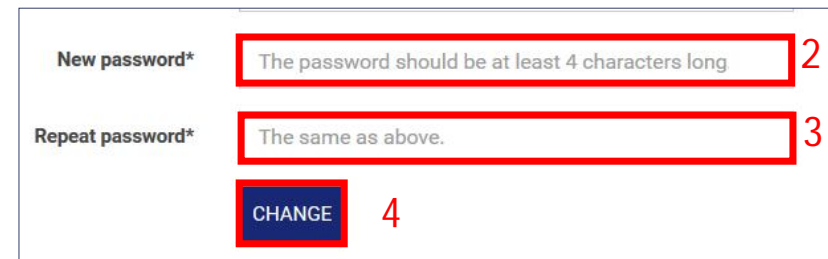 New password* The password should be at least 4 characters long 2
Repeat password* The same as above. 3
CHANGE 4